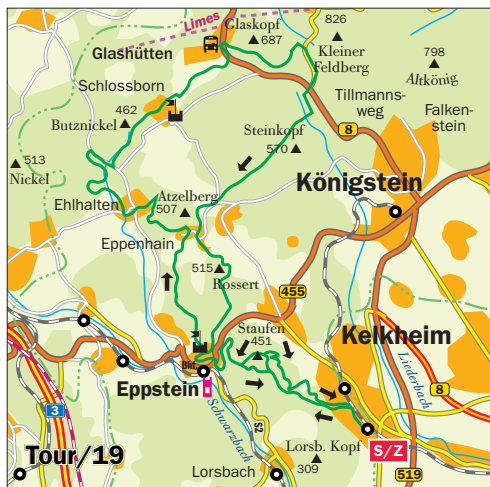 Limes
Glaskopf
687
826
Kleiner
Feldberg
798
Altkönig
Glashütten
Schlossborn
462
Butznickel
Tillmanns-
weg
Falken-
stein
8
Steinkopf
570
513
Nickel
Königstein
Ehlhalten
Atzelberg
507
Eppenhain
515
Rossert
455
Staufen
451
Kelkheim
Liederbach
8
Bhf.
Eppstein
Schwarzbach
3
S2
Tour/19
Lorsbach
Lorsb. Kopf
309
S/Z
519